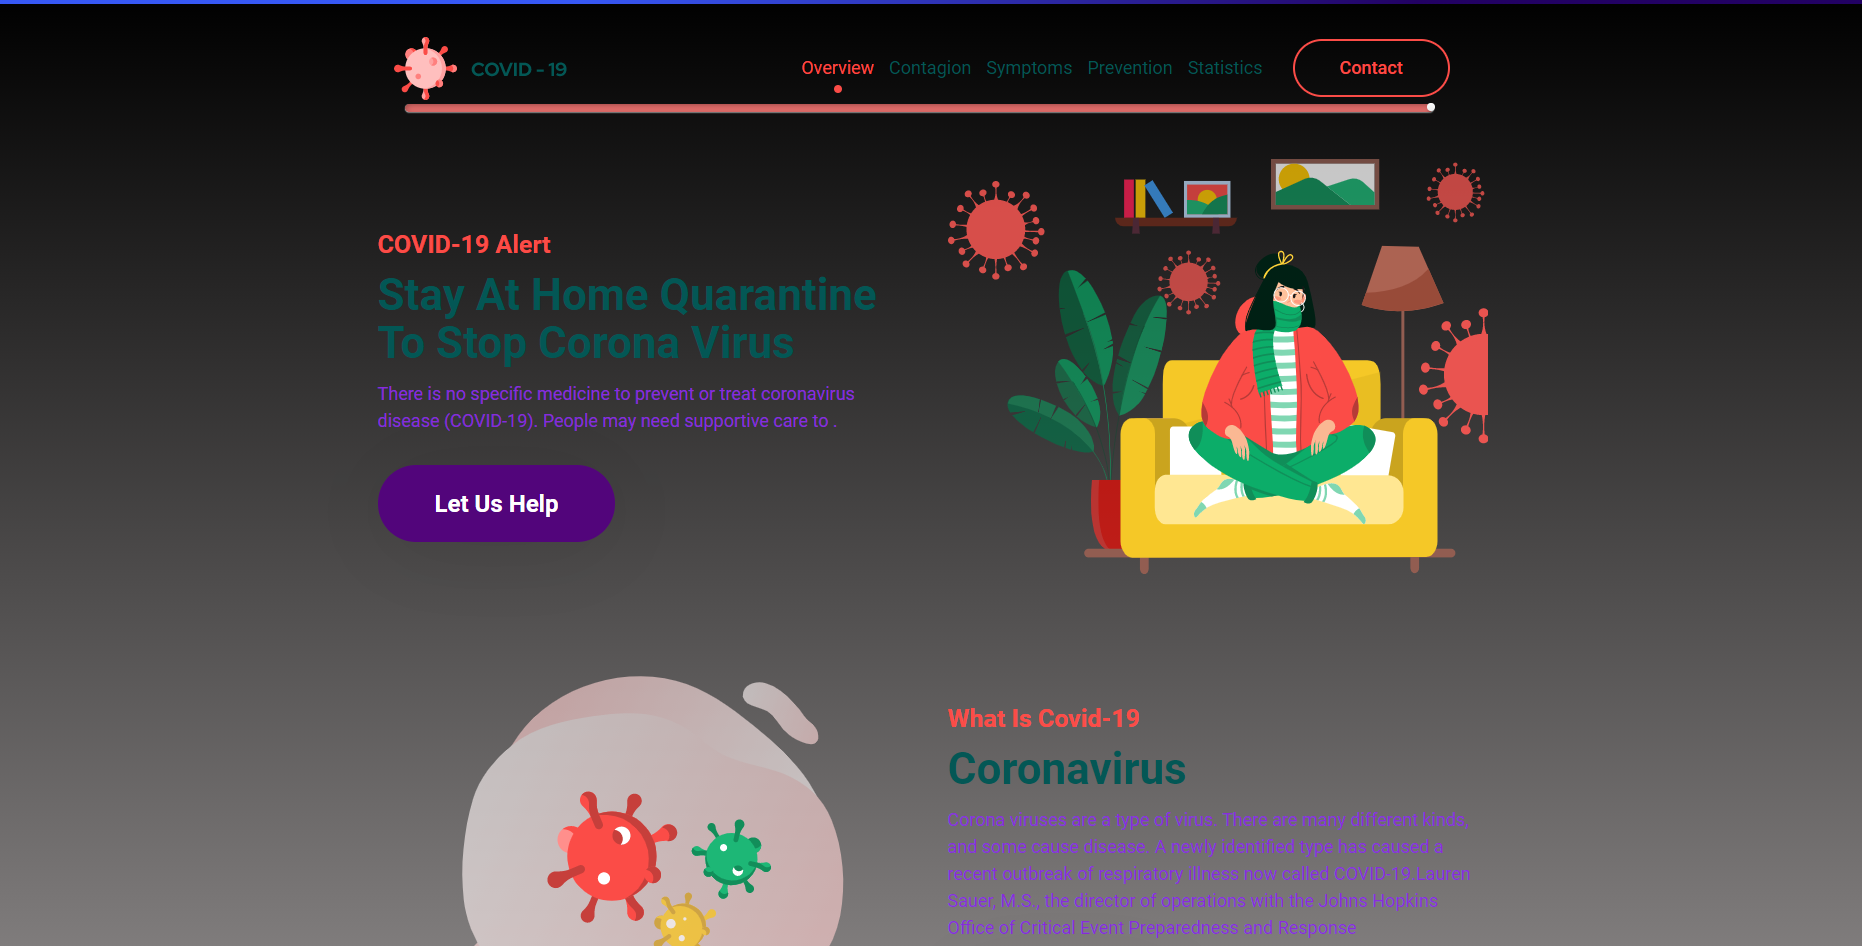 COVID - 19
Overview Contagion Symptoms Prevention Statistics Contact
COVID-19 Alert
Stay At Home Quarantine
To Stop Corona Virus
There is no specific medicine to prevent or treat coronavirus
disease (COVID-19). People may need supportive care to .
Let Us Help
What Is Covid-19
Coronavirus
Corona viruses are a type of virus. There are many different kinds,
and some cause disease. A newly identified type has caused a
recent outbreak of respiratory illness now called COVID-19.Lauren
Sauer, M.S., the director of operations with the Johns Hopkins
Office of Critical Event Preparedness and Response